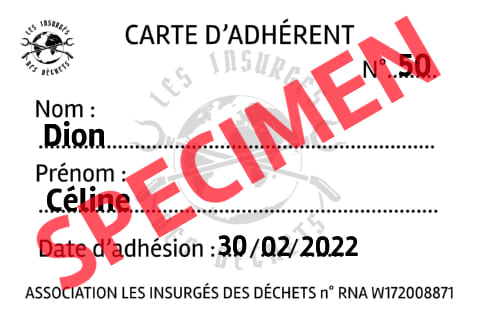 LES INSURGÉS
DES DÉCHETS
CARTE D'ADHÉRENT
N° 50
LES INSURGÉS
DES DÉCHETS
SPECIMEN
Nom :
Dion
Prénom :
Céline
Date d'adhésion : 30/02/2022
ASSOCIATION LES INSURGÉS DES DÉCHETS n° RNA W172008871